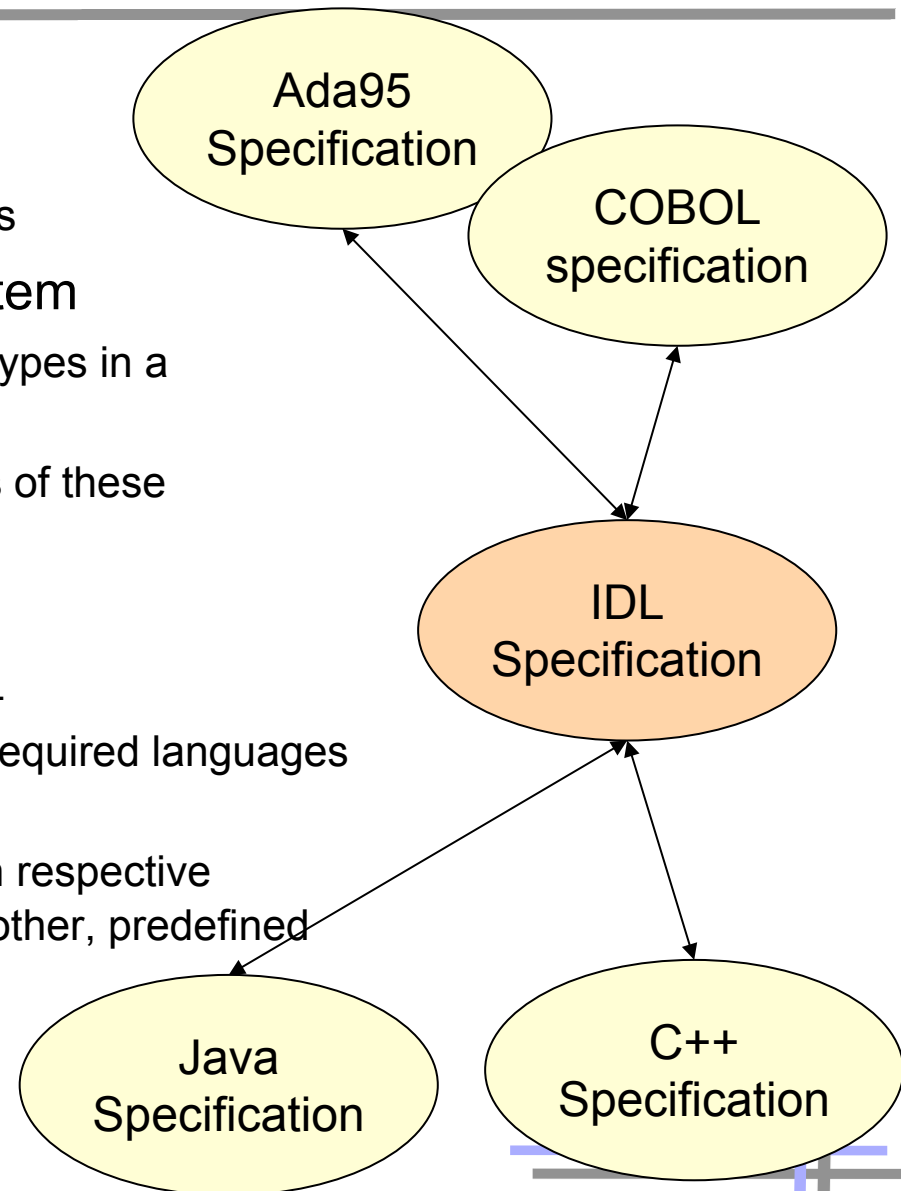 Ada95
Specification
COBOL
specification
s
tem
ypes in a
s of these
IDL
Specification
equired languages
n respective
other, predefined
Java
Specification
C++
Specification